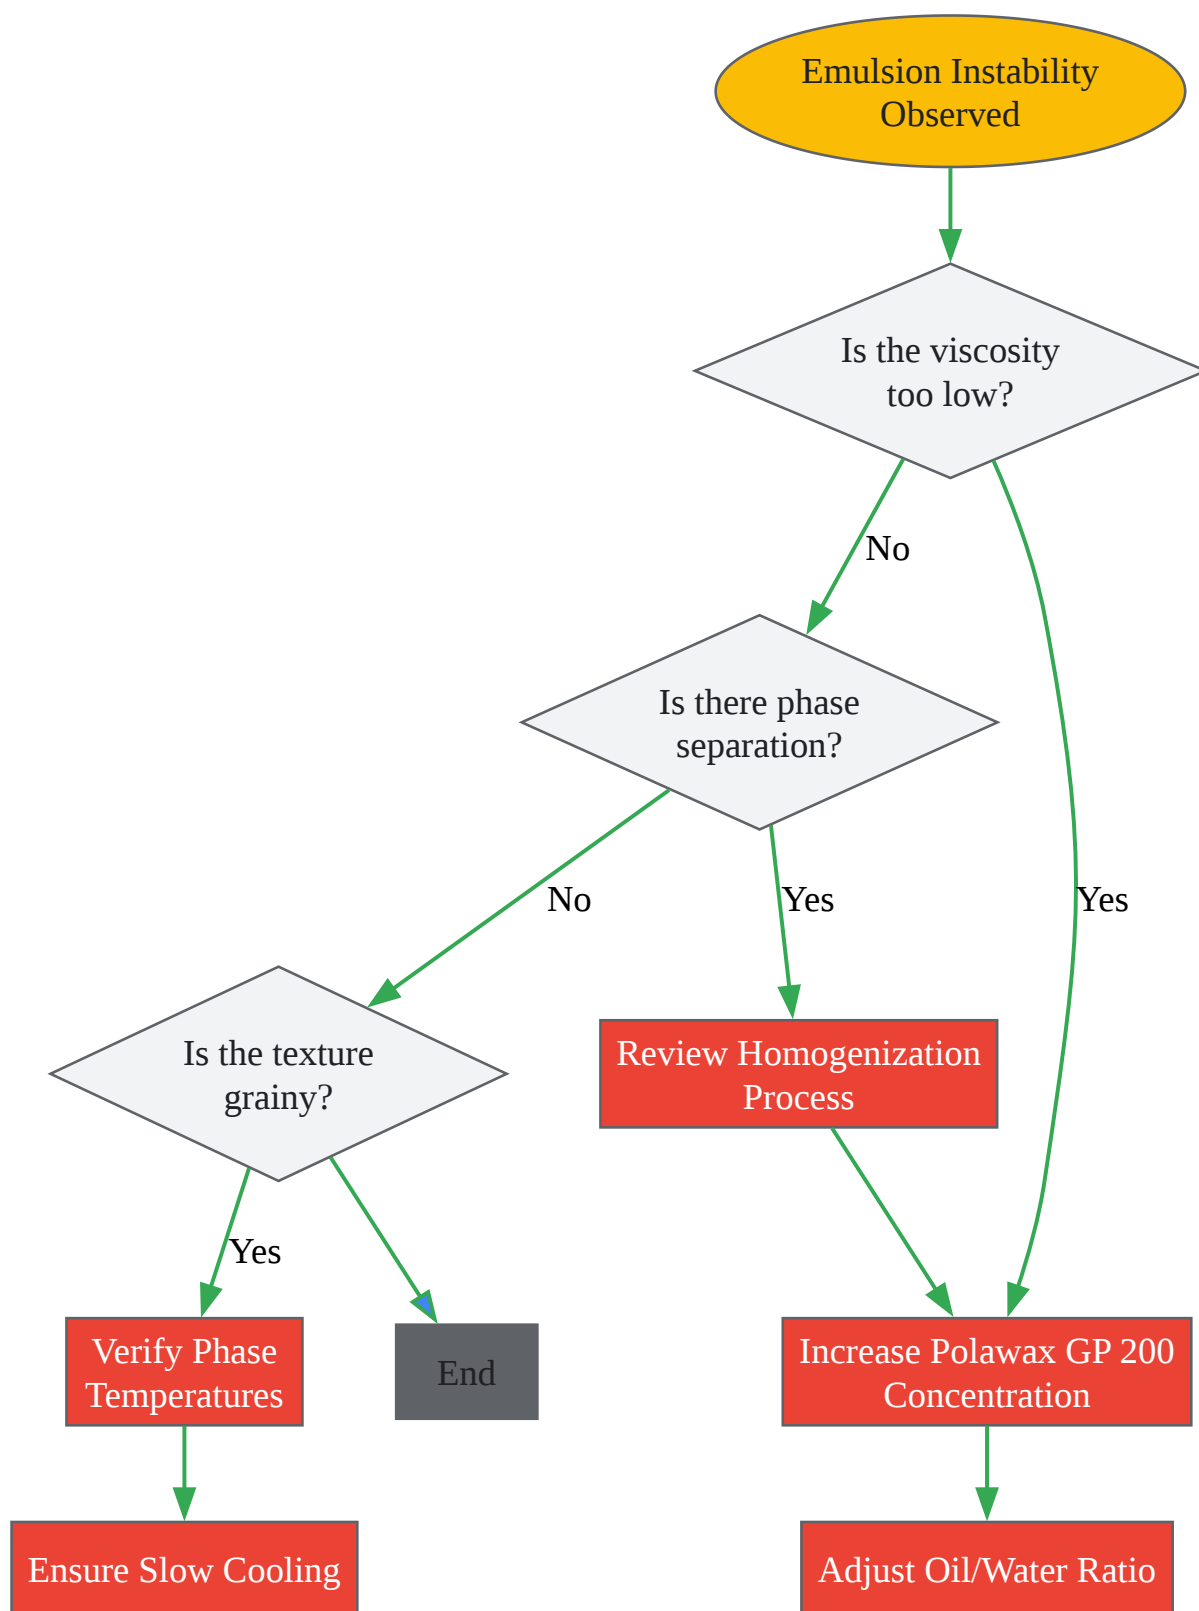 Emulsion Instability
Observed
Is the viscosity
too low?
No
Yes
Is there phase
separation?
No
Yes
Is the texture
grainy?
Review Homogenization
Process
Yes
Verify Phase
Temperatures
End
Increase Polawax GP 200
Concentration
Ensure Slow Cooling
Adjust Oil/Water Ratio